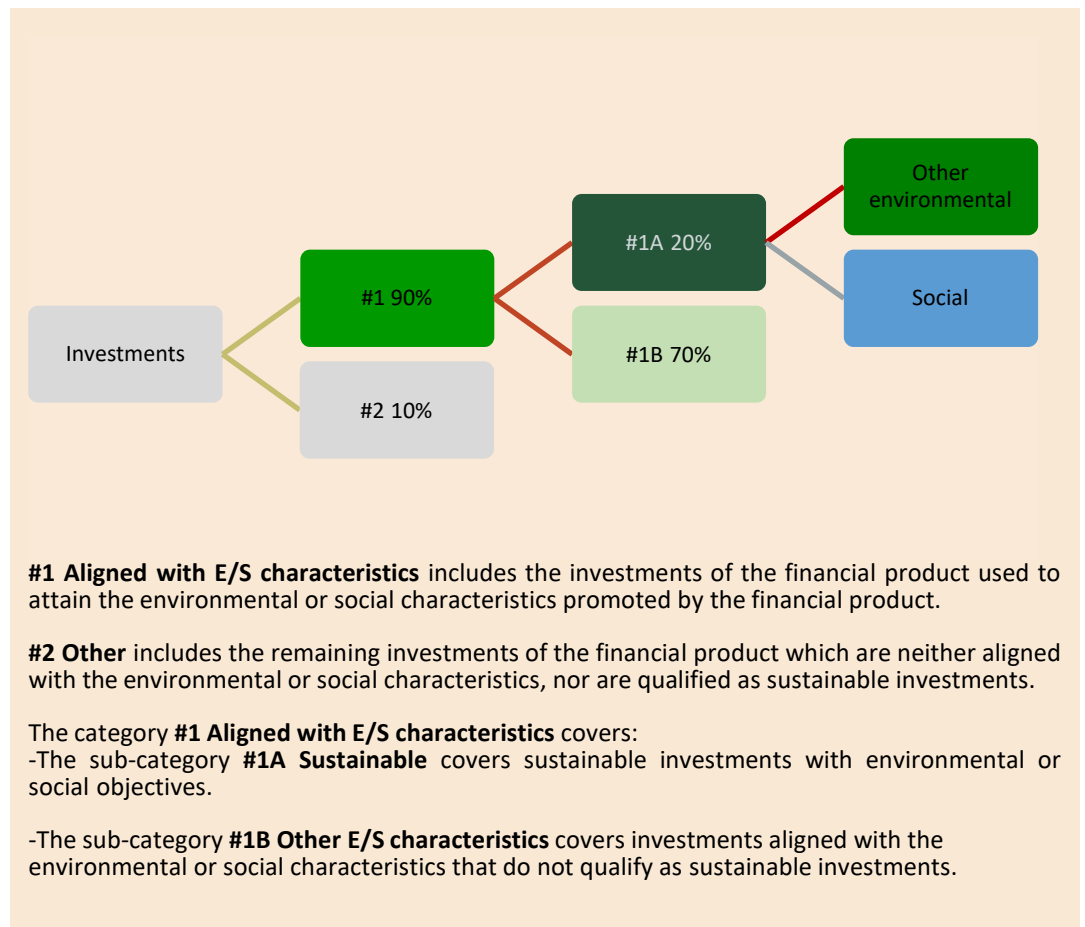 Other
environmental
#1A 20%
#1 90%
Social
Investments
#1B 70%
#2 10%
#1 Aligned with E/S characteristics includes the investments of the financial product used to
attain the environmental or social characteristics promoted by the financial product.
#2 Other includes the remaining investments of the financial product which are neither aligned
with the environmental or social characteristics, nor are qualified as sustainable investments.
The category #1 Aligned with E/S characteristics covers:
-The sub-category #1A Sustainable covers sustainable investments with environmental or
social objectives.
-The sub-category #1B Other E/S characteristics covers investments aligned with the
environmental or social characteristics that do not qualify as sustainable investments.